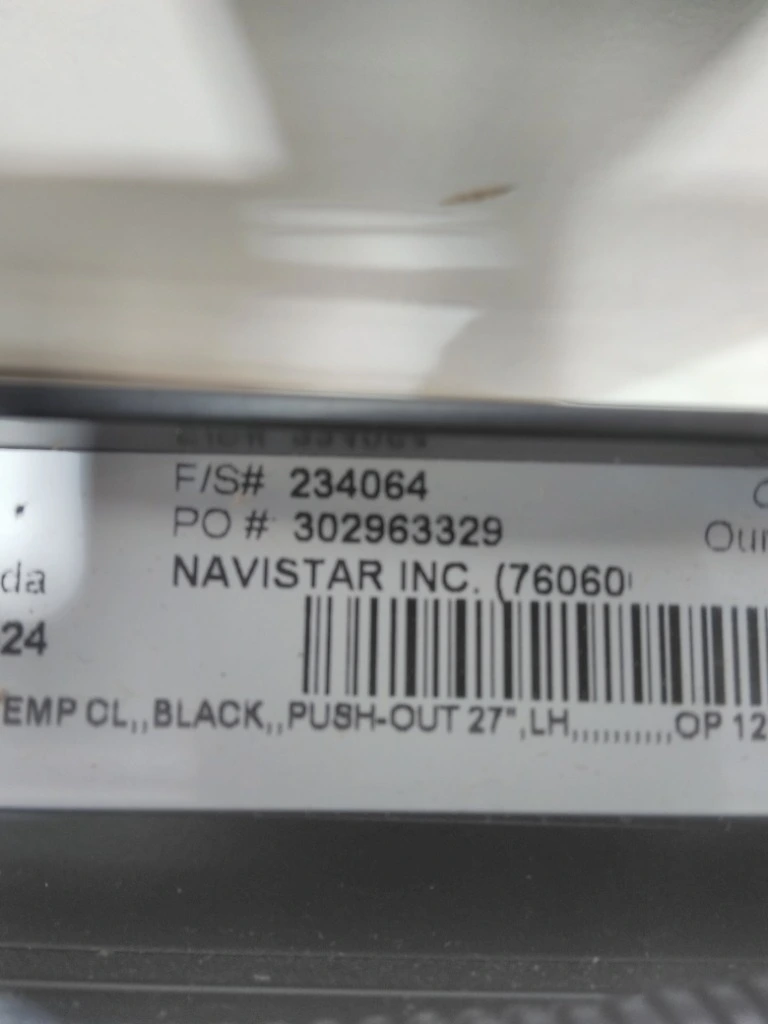 F/S# 234064
PO # 302963329
Our
NAVISTAR INC. (76060
da
24
EMP CL,,BLACK,,PUSH-OUT 27",LH,,,,,,,,,,,OP 12